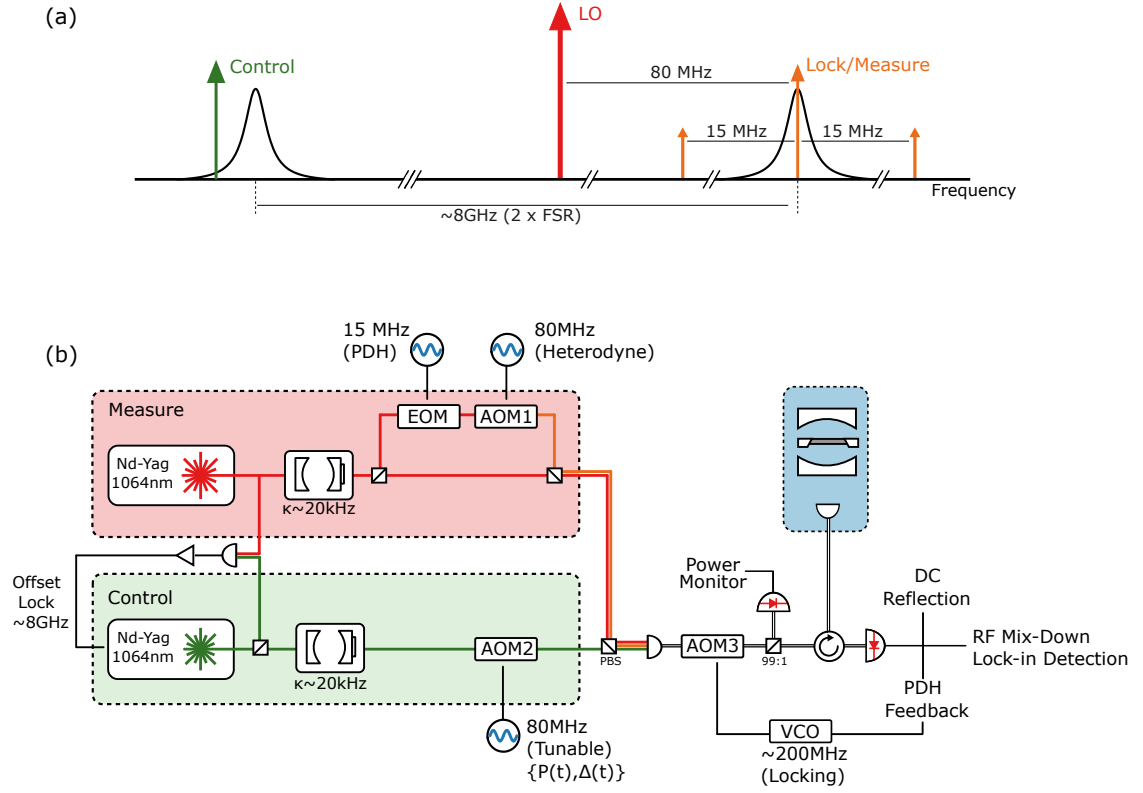 (a)
LO
Control
80 MHz
Lock/Measure
15 MHz
15 MHz
Frequency
~8GHz (2 x FSR)
(b)
15 MHz
(PDH)
80MHz
(Heterodyne)
Measure
EOM
AOM1
Nd-Yag
1064nm
κ~20kHz
Offset
Lock
~8GHz
Control
Nd-Yag
1064nm
κ~20kHz
AOM2
80MHz
(Tunable)
{P(t),Δ(t)}
PBS
AOM3
Power
Monitor
99:1
DC
Reflection
RF Mix-Down
Lock-in Detection
PDH
Feedback
VCO
~200MHz
(Locking)